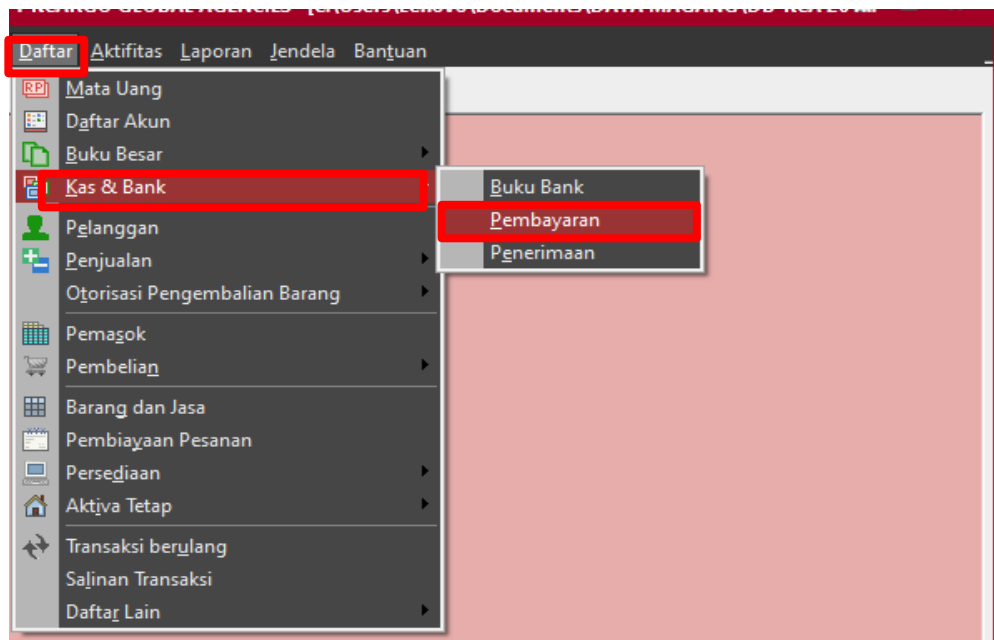 Daftar Aktifitas Laporan Jendela Bantuan
RP
Mata Uang
Daftar Akun
Buku Besar
Kas & Bank
Buku Bank
Pembayaran
Penerimaan
Pelanggan
Penjualan
Otorisasi Pengembalian Barang
Pemasok
Pembelian
Barang dan Jasa
Pembiayaan Pesanan
Persediaan
Aktiva Tetap
Transaksi berulang
Salinan Transaksi
Daftar Lain